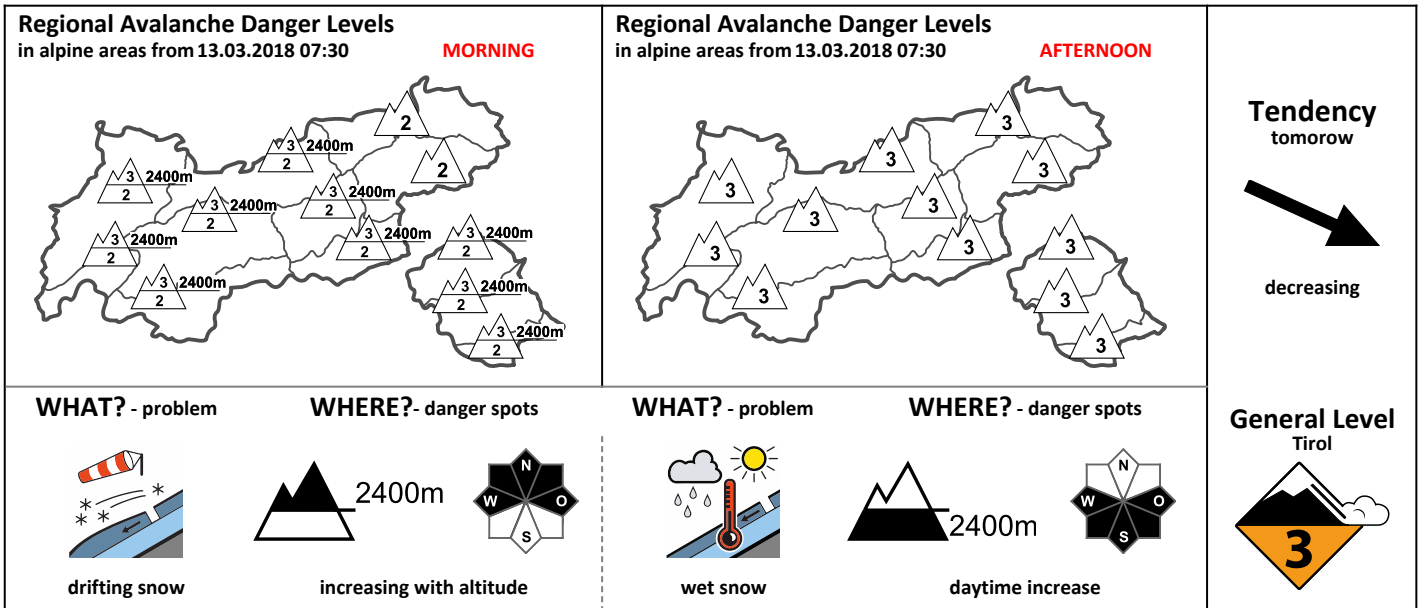 Regional Avalanche Danger Levels
in alpine areas from 13.03.2018 07:30 MORNING
2
3 2400m
2
2
3 2400m
2
3 2400m
2
3 2400m
2
3 2400m
2
3 2400m
2
3 2400m
2
3 2400m
2
3 2400m
2
3 2400m
2
Regional Avalanche Danger Levels
in alpine areas from 13.03.2018 07:30 AFTERNOON
3
3
3
3
3
3
3
3
3
3
3
3
Tendency
tomorow
decreasing
WHAT? - problem
drifting snow
WHERE? - danger spots
2400m
N
W O
S
increasing with altitude
WHAT? - problem
wet snow
WHERE? - danger spots
2400m
N
W O
S
daytime increase
General Level
Tirol
3